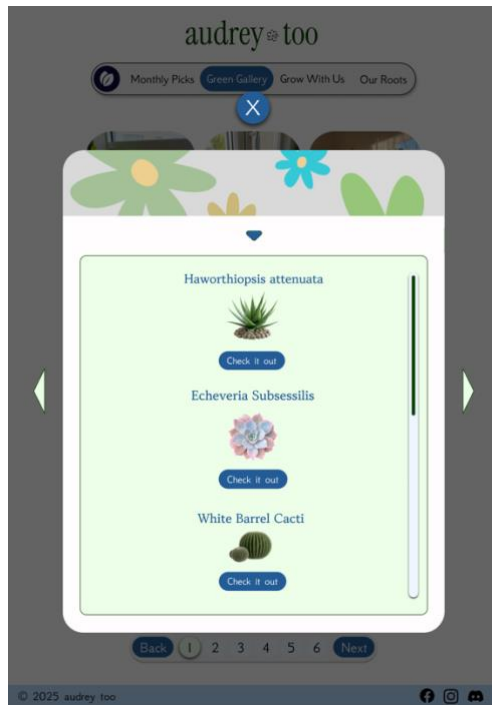 audrey too
Monthly Picks Green Gallery Grow With Us Our Roots
X
Haworthiopsis attenuata
Check it out
Echeveria Subsessilis
Check it out
White Barrel Cacti
Check it out
Back 1 2 3 4 5 6 Next
© 2025 audrey too